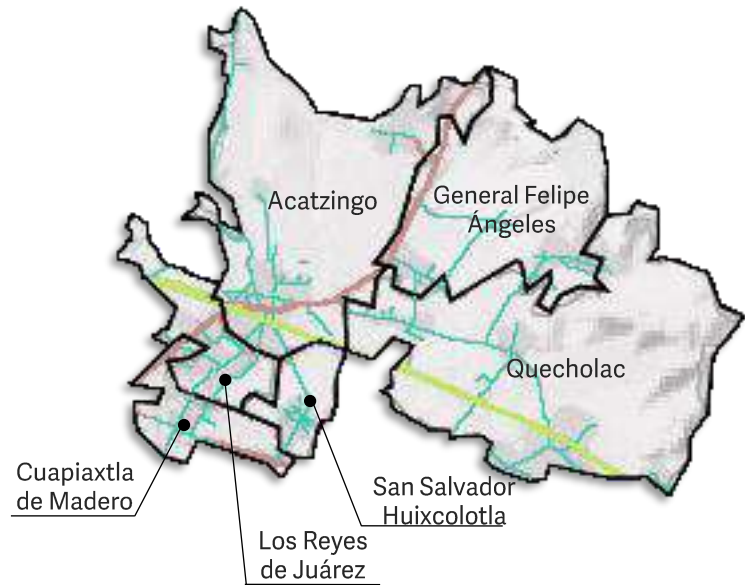 Acatzingo
General Felipe
Ángeles
Quecholac
Cuapiaxtla
de Madero
San Salvador
Huixcolotla
Los Reyes
de Juárez